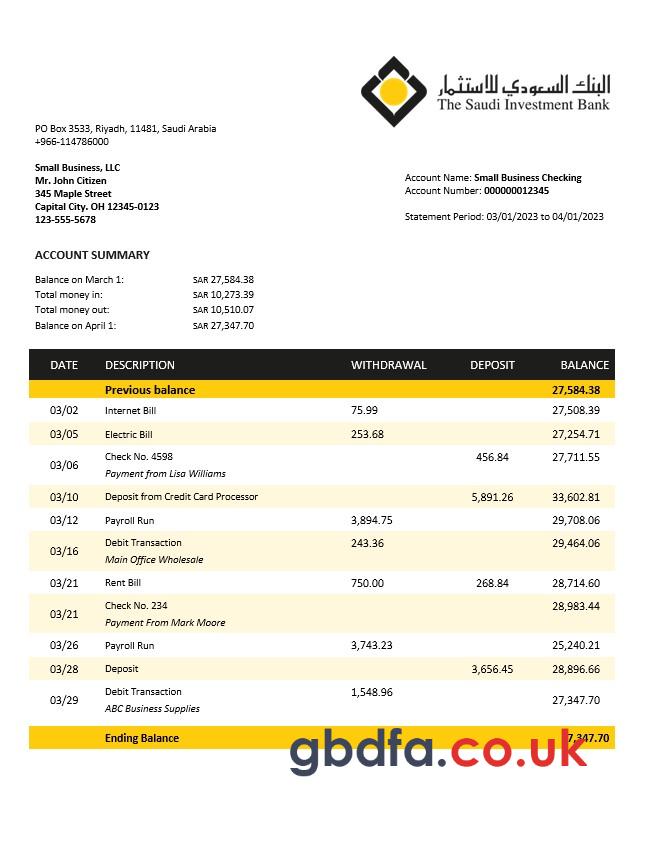 البنك السعودي للاستثمار
The Saudi Investment Bank
PO Box 3533, Riyadh, 11481, Saudi Arabia
+966-114786000
Small Business, LLC
Mr. John Citizen
345 Maple Street
Capital City. OH 12345-0123
123-555-5678
Account Name: Small Business Checking
Account Number: 000000012345
Statement Period: 03/01/2023 to 04/01/2023
ACCOUNT SUMMARY
Balance on March 1: SAR 27,584.38
Total money in: SAR 10,273.39
Total money out: SAR 10,510.07
Balance on April 1: SAR 27,347.70
DATE DESCRIPTION WITHDRAWAL DEPOSIT BALANCE
Previous balance 27,584.38
03/02 Internet Bill 75.99 27,508.39
03/05 Electric Bill 253.68 27,254.71
03/06 Check No. 4598 456.84 27,711.55
Payment from Lisa Williams
03/10 Deposit from Credit Card Processor 5,891.26 33,602.81
03/12 Payroll Run 3,894.75 29,708.06
03/16 Debit Transaction 243.36 29,464.06
Main Office Wholesale
03/21 Rent Bill 750.00 268.84 28,714.60
03/21 Check No. 234 28,983.44
Payment From Mark Moore
03/26 Payroll Run 3,743.23 25,240.21
03/28 Deposit 3,656.45 28,896.66
03/29 Debit Transaction 1,548.96 27,347.70
ABC Business Supplies
Ending Balance 7,347.70
gbdfa.co.uk